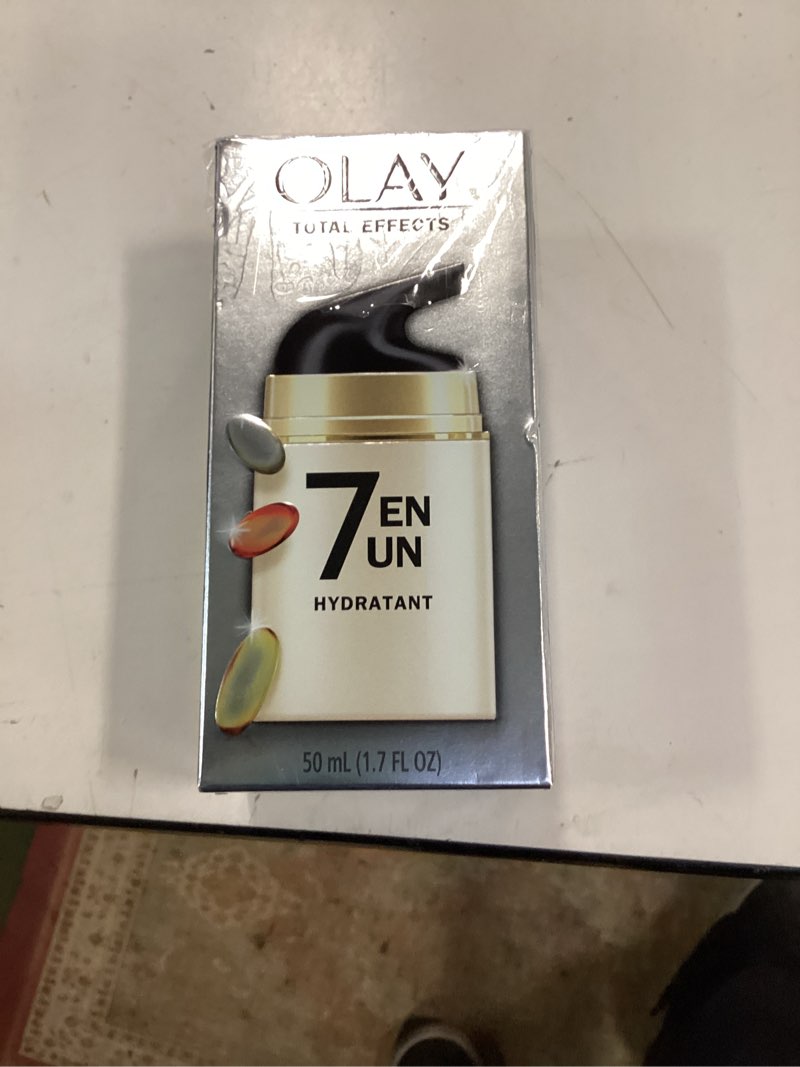 OLAY
TOTAL EFFECTS
7 EN
UN
HYDRATANT
50 mL (1.7 FL OZ)